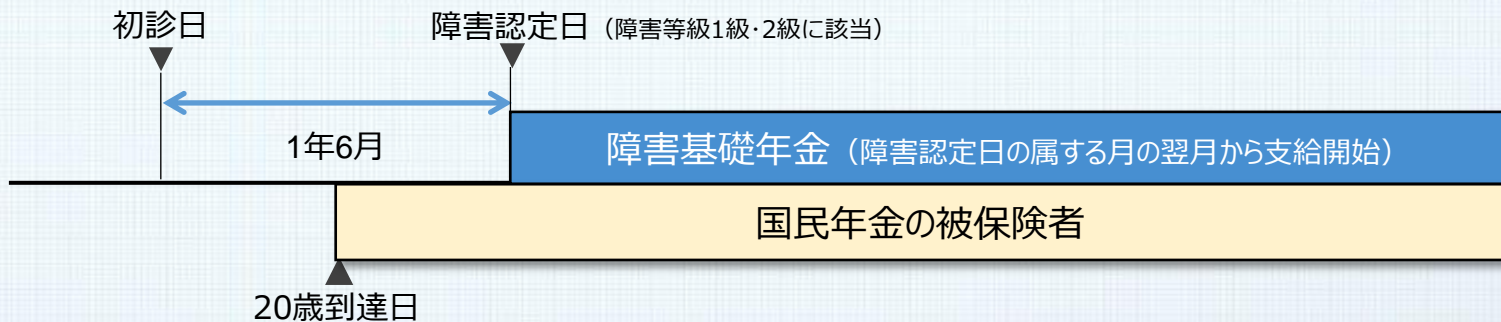 初診日
障害認定日（障害等級1級･2級に該当）
1年6月
障害基礎年金（障害認定日の属する月の翌月から支給開始）
国民年金の被保険者
20歳到達日